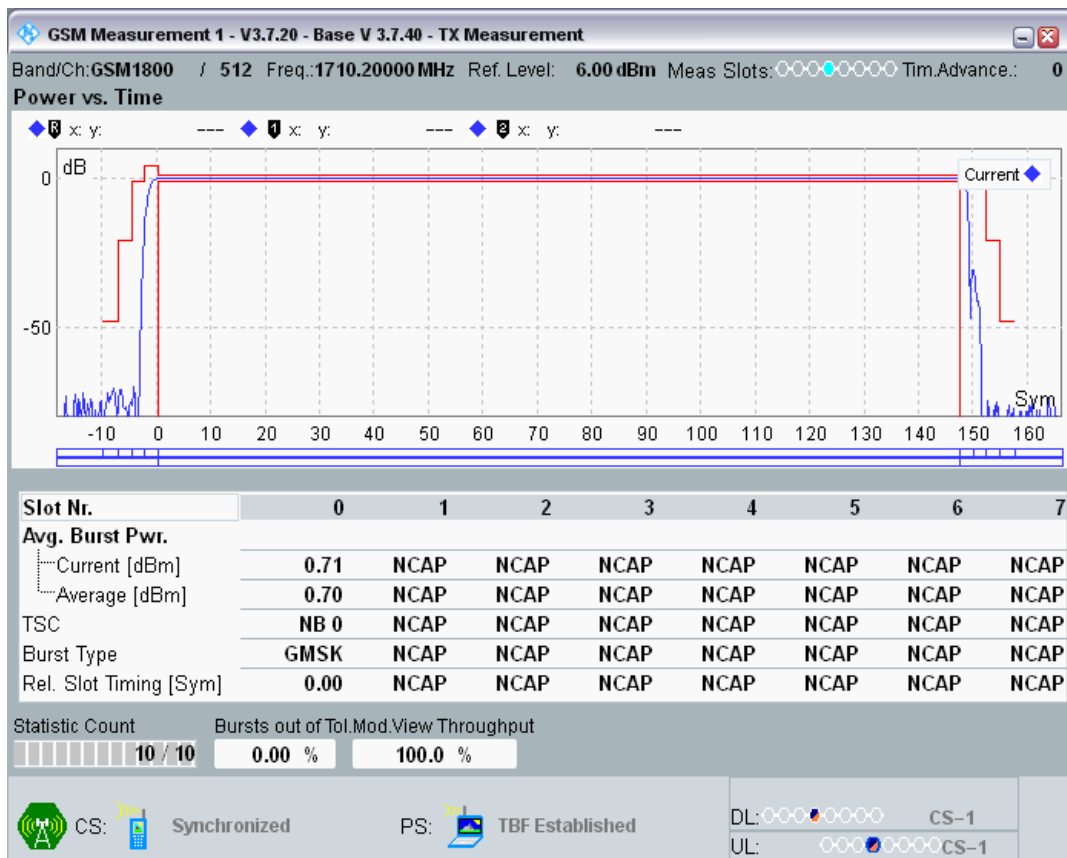 GSM Measurement 1 - V3.7.20 - Base V 3.7.40 - TX Measurement
Band/Ch:GSM1800 / 512 Freq.:1710.20000 MHz Ref. Level: 6.00 dBm Meas Slots: Tim.Advance.: 0
Power vs. Time
R x: y: --- 1 x: y: --- 2 x: y: ---
dB
0
Current
-50
Sym
-10 0 10 20 30 40 50 60 70 80 90 100 110 120 130 140 150 160
Slot Nr. 0 1 2 3 4 5 6 7
Avg. Burst Pwr.
Current [dBm] 0.71 NCAP NCAP NCAP NCAP NCAP NCAP NCAP
Average [dBm] 0.70 NCAP NCAP NCAP NCAP NCAP NCAP NCAP
TSC NB 0 NCAP NCAP NCAP NCAP NCAP NCAP NCAP
Burst Type GMSK NCAP NCAP NCAP NCAP NCAP NCAP NCAP
Rel. Slot Timing [Sym] 0.00 NCAP NCAP NCAP NCAP NCAP NCAP NCAP
Statistic Count Bursts out of Tol.Mod.View Throughput
10 / 10 0.00 % 100.0 %
CS: Synchronized PS: TBF Established
DL: CS-1
UL: CS-1